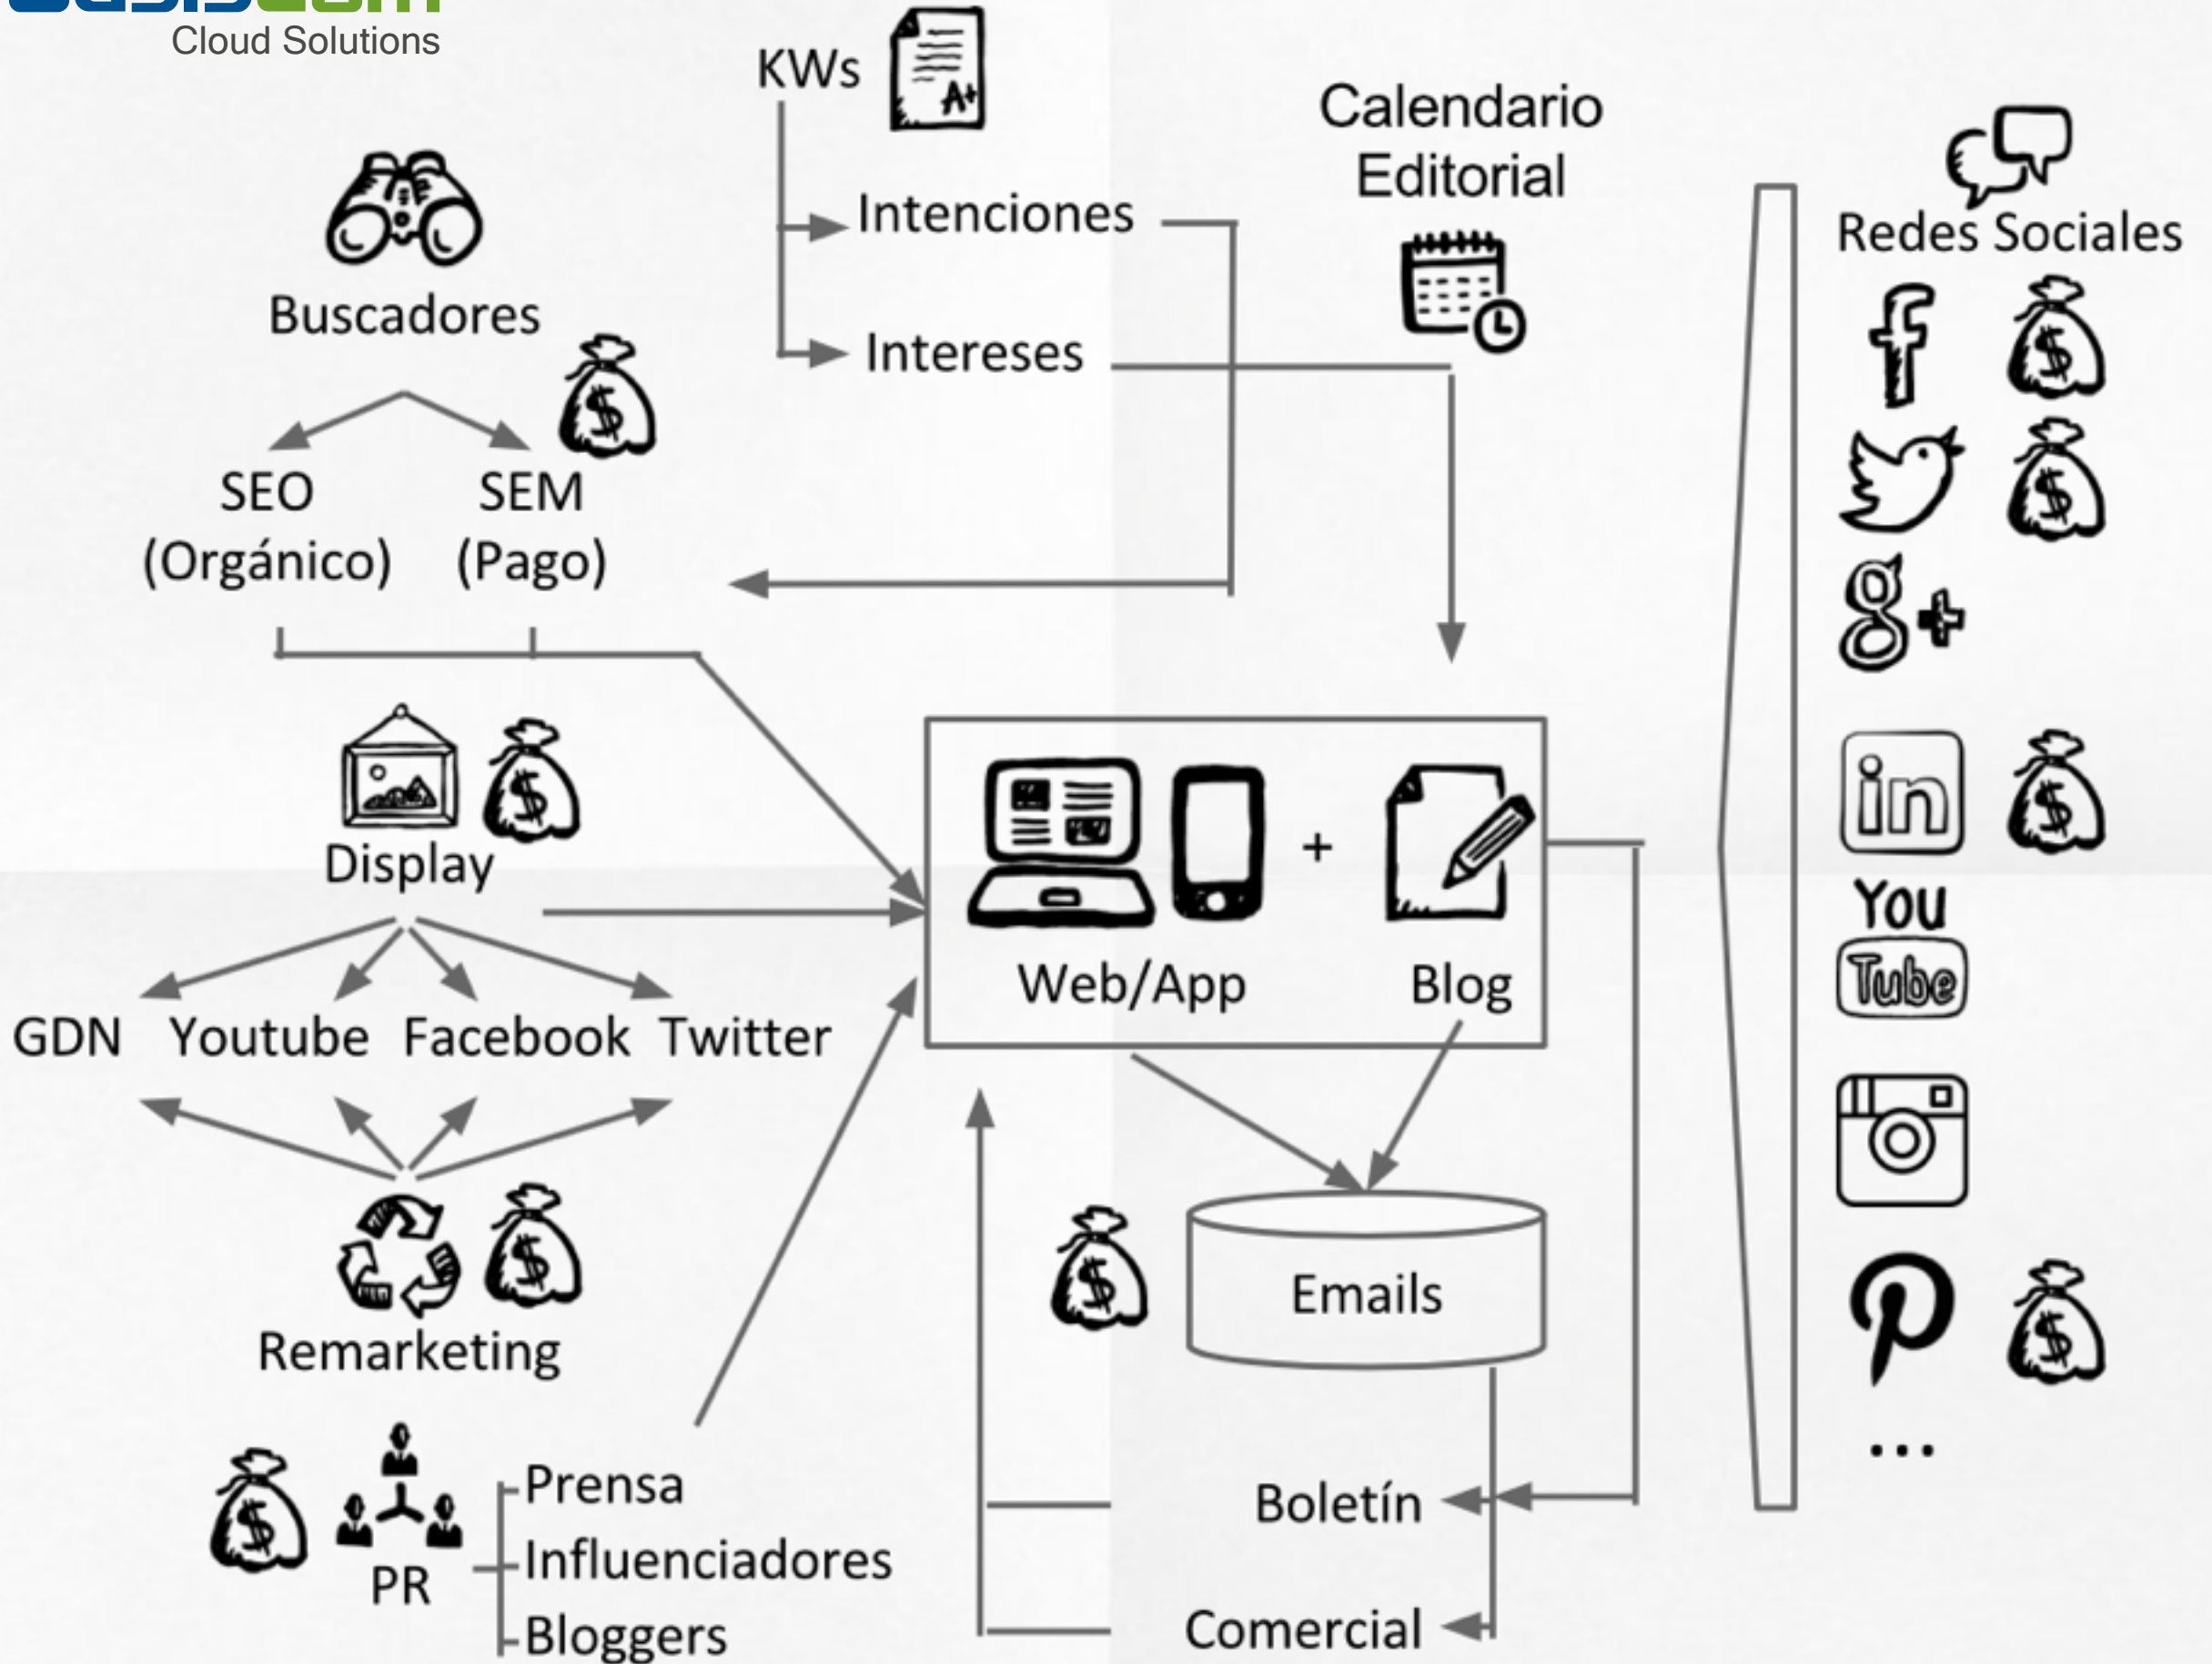 Cloud Solutions
KWs
A+
Intenciones
Intereses
Calendario
Editorial
Buscadores
SEO
(Orgánico)
SEM
(Pago)
Display
GDN
Youtube
Facebook
Twitter
Remarketing
PR
Prensa
Influenciadores
Bloggers
Web/App
+
Blog
Emails
Boletín
Comercial
Redes Sociales
f
g+
in
You
Tube
...